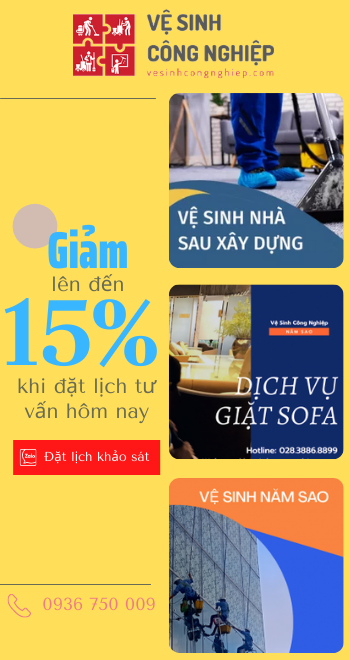 VỆ SINH
CÔNG NGHIỆP
vesinhcongnghiep.com
VỆ SINH NHÀ
SAU XÂY DỰNG
Giảm
lên đến
15%
khi đặt lịch tư
vấn hôm nay
Zalo
Đặt lịch khảo sát
Vệ Sinh Công Nghiệp
NĂM SAO
DỊCH VỤ
GIẶT SOFA
Hotline: 028.3886.8899
VỆ SINH NĂM SAO
0936 750 009